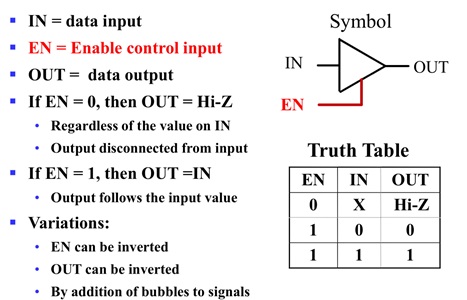 IN = data input
EN = Enable control input
OUT = data output
If EN = 0, then OUT = Hi-Z
Regardless of the value on IN
Output disconnected from input
If EN = 1, then OUT =IN
Output follows the input value
Variations:
EN can be inverted
OUT can be inverted
By addition of bubbles to signals
Symbol
IN
OUT
EN
Truth Table
EN IN OUT
0 X Hi-Z
1 0 0
1 1 1